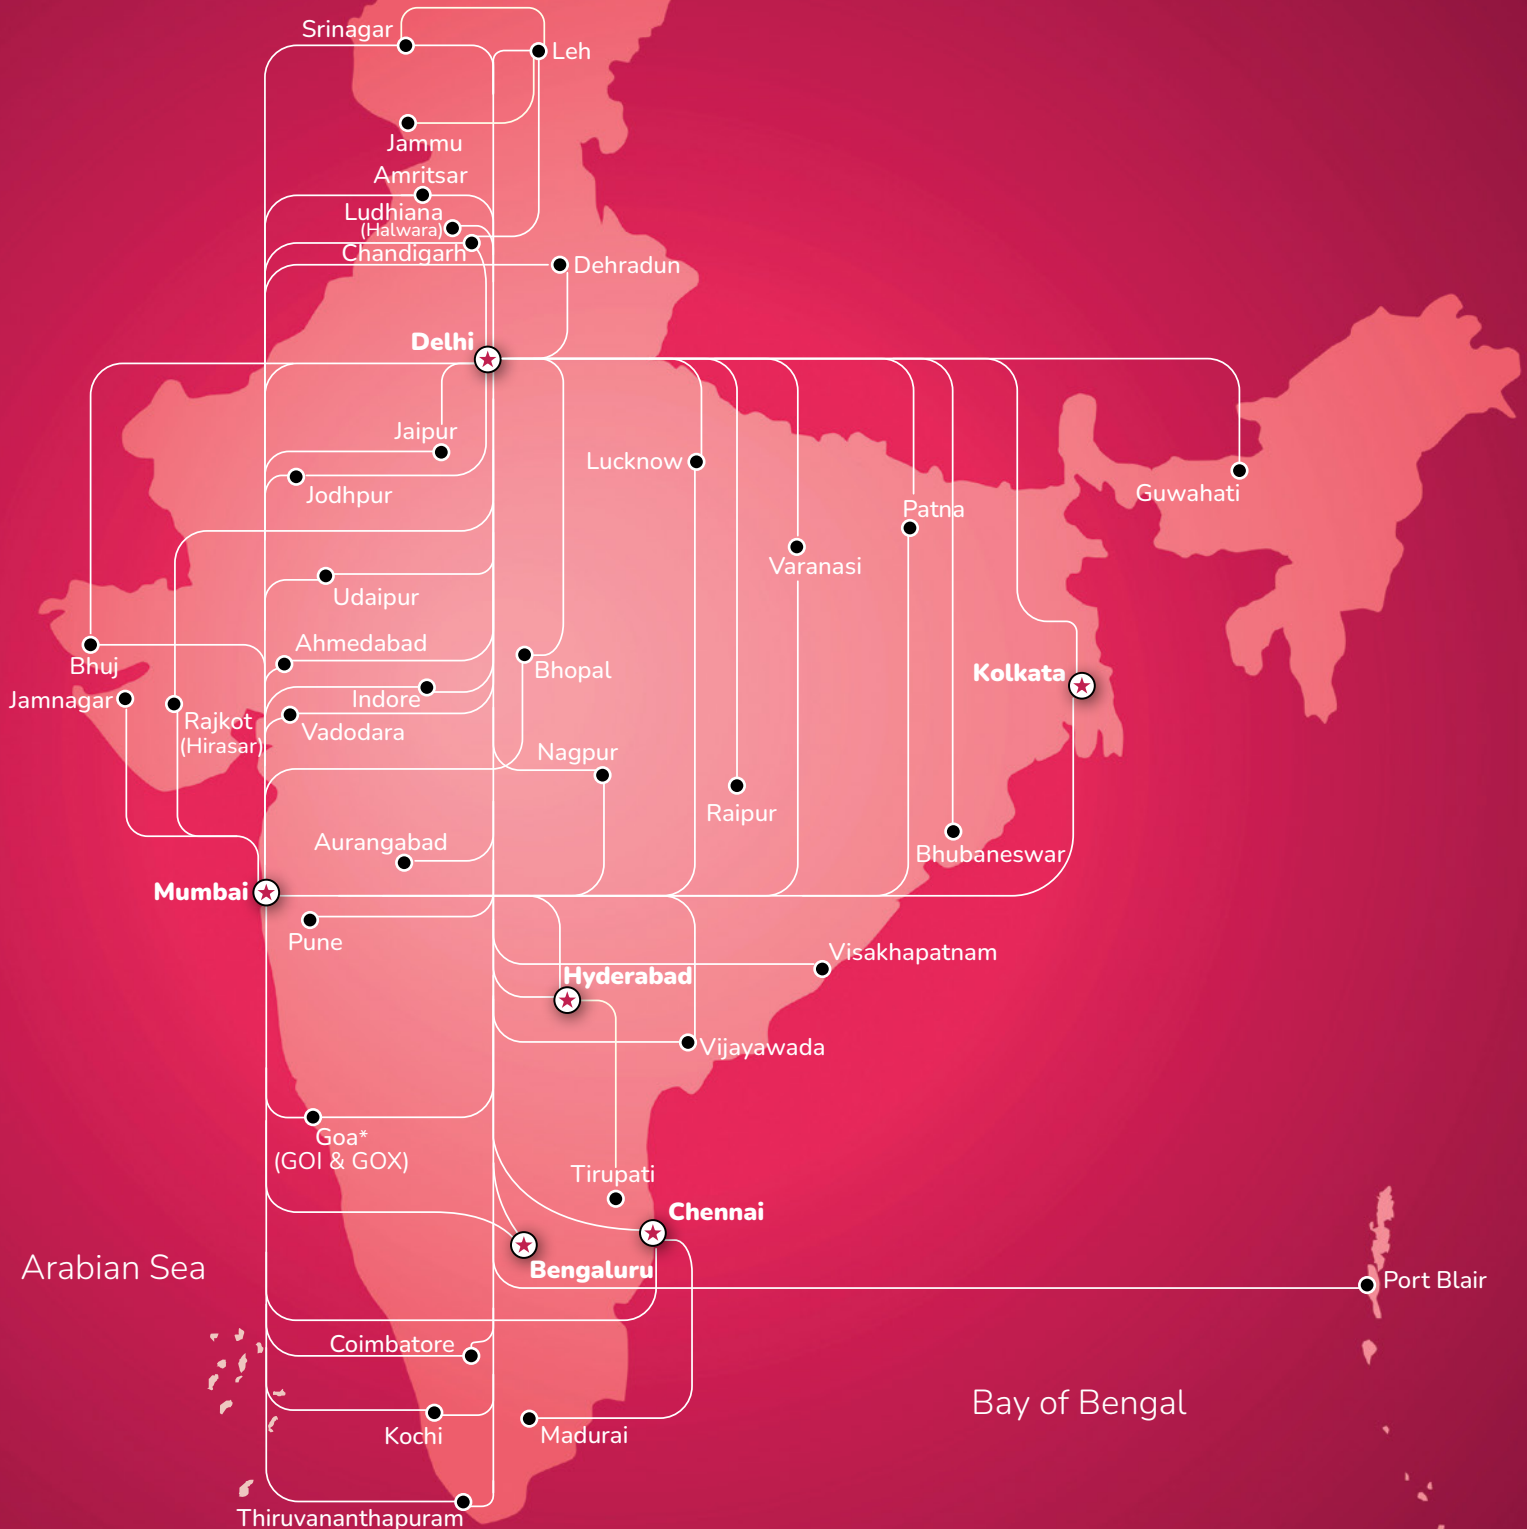 Srinagar
Leh
Jammu
Amritsar
Ludhiana
(Halwara)
Chandigarh
Dehradun
Delhi
Jaipur
Lucknow
Jodhpur
Guwahati
Patna
Varanasi
Udaipur
Ahmedabad
Bhuj
Bhopal
Kolkata
Jamnagar
Indore
Rajkot
(Hirasar)
Vadodara
Nagpur
Raipur
Aurangabad
Bhubaneswar
Mumbai
Pune
Visakhapatnam
Hyderabad
Vijayawada
Goa*
(GOI & GOX)
Tirupati
Chennai
Arabian Sea
Bengaluru
Port Blair
Coimbatore
Bay of Bengal
Kochi
Madurai
Thiruvananthapuram